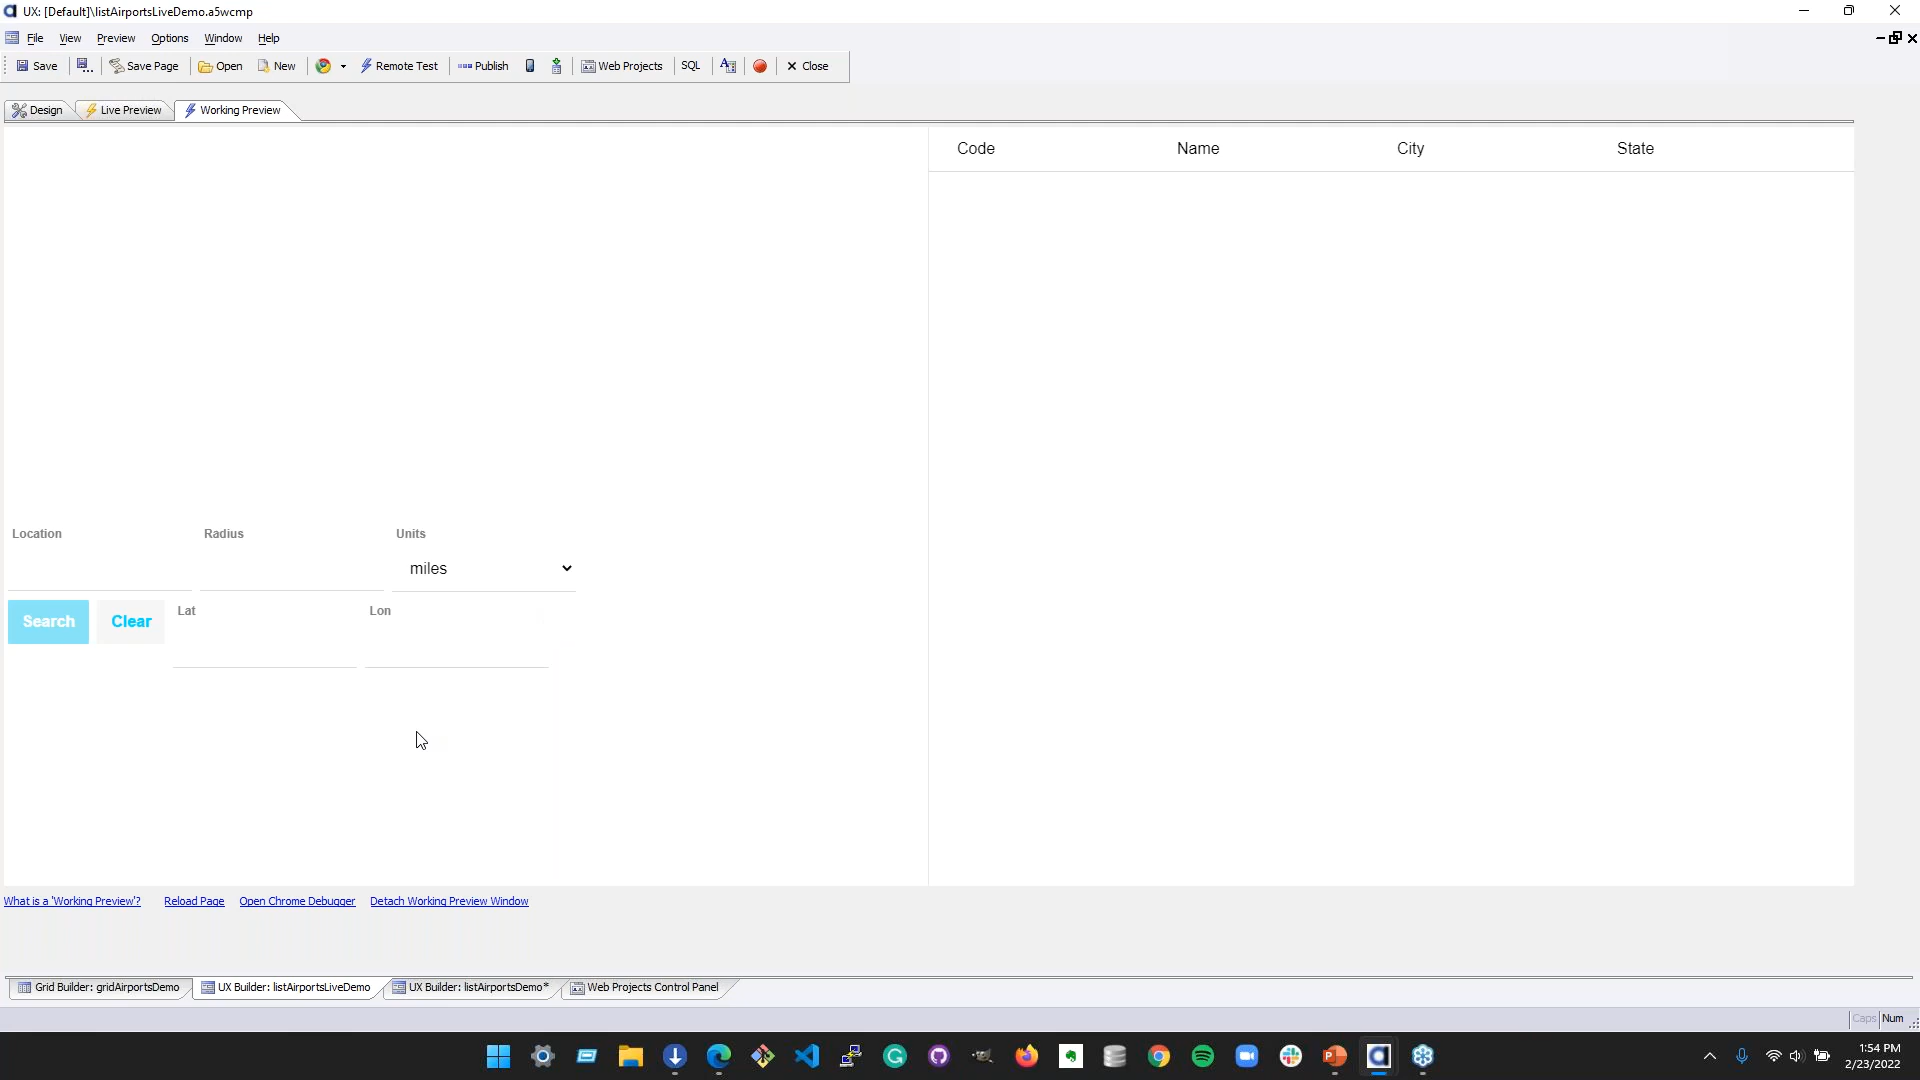 UX: [Default]\listAirportsLiveDemo.a5wcmp
File View Preview Options Window Help
Save Save Page Open New Remote Test Publish Web Projects SQL Close
Design Live Preview Working Preview
Code Name City State
Location Radius Units
miles
Search Clear Lat Lon
What is a 'Working Preview'? Reload Page Open Chrome Debugger Detach Working Preview Window
Grid Builder: gridAirportsDemo UX Builder: listAirportsLiveDemo UX Builder: listAirportsDemo* Web Projects Control Panel
Caps Num
1:54 PM
2/23/2022